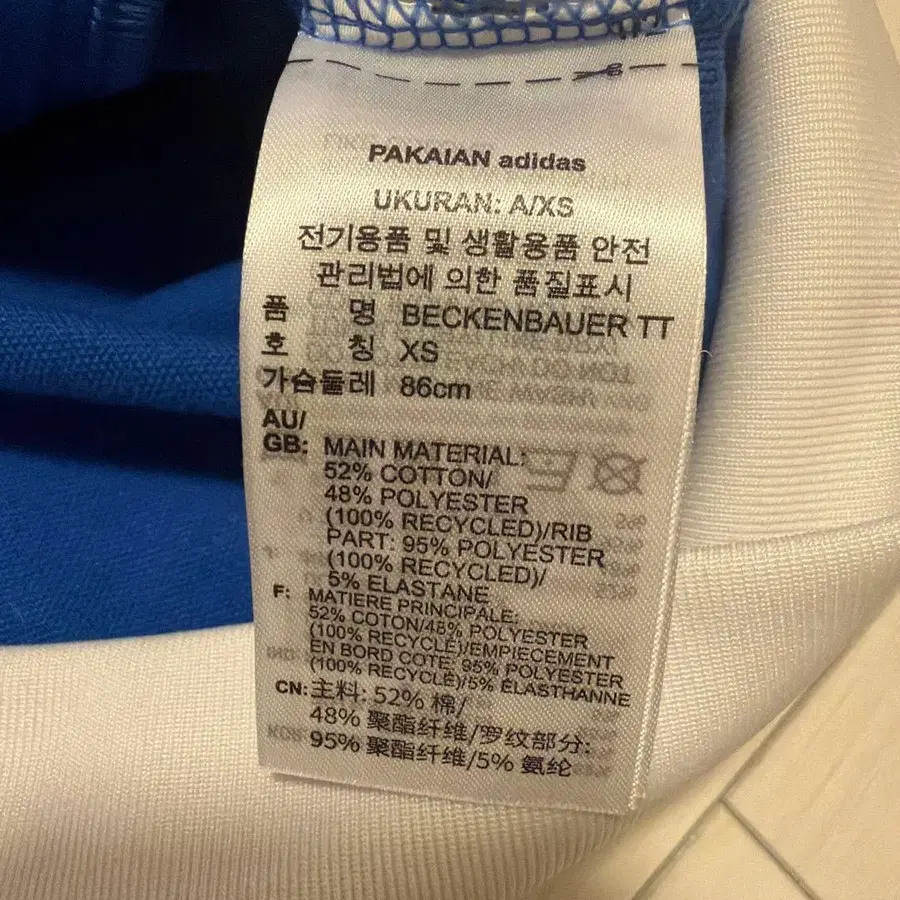 PAKAIAN adidas
UKURAN: A/XS
전기용품 및 생활용품 안전
관리법에 의한 품질표시
품 명 BECKENBAUER TT
호 칭 XS
가슴둘레 86cm
AU/
GB: MAIN MATERIAL:
52% COTTON/
48% POLYESTER
(100% RECYCLED)/RIB
PART: 95% POLYESTER
(100% RECYCLED)/
5% ELASTANE
F: MATIERE PRINCIPALE:
52% COTON/48% POLYESTER
(100% RECYCLE)/EMPIECEMENT
EN BORD COTE: 95% POLYESTER
(100% RECYCLE)/5% ELASTHANNE
CN: 主料: 52% 棉/
48% 聚酯纤维/罗纹部分:
95% 聚酯纤维/5% 氨纶